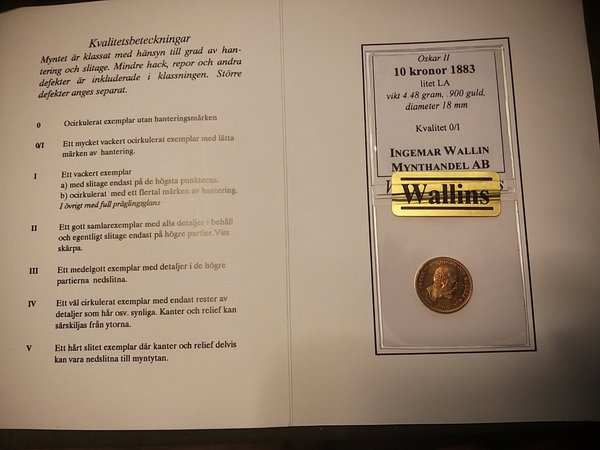 Kvalitetsbeteckningar
Myntet är klassat med hänsyn till grad av han-
tering och slitage. Mindre hack, repor och andra
defekter är inkluderade i klassningen. Större
defekter anges separat.
0 Ocirkulerat exemplar utan hanteringsmärken
0/I Ett mycket vackert ocirkulerat exemplar med lätta
märken av hantering.
I Ett vackert exemplar
a) med slitage endast på de högsta punkterna.
b) ocirkulerat med ett flertal märken av hantering.
I övrigt med full präglingsglans
II Ett gott samlarexemplar med alla detaljer i behåll
och egentligt slitage endast på högre partier. Viss
skärpa.
III Ett medelgott exemplar med detaljer i de högre
partierna nedslitna.
IV Ett väl cirkulerat exemplar med endast rester av
detaljer som hår osv. synliga. Kanter och relief kan
särskiljas från ytorna.
V Ett hårt slitet exemplar där kanter och relief delvis
kan vara nedslitna till myntytan.
Oskar II
10 kronor 1883
litet L.A
vikt 4.48 gram, .900 guld,
diameter 18 mm
Kvalitet 0/I
INGEMAR WALLIN
MYNTHANDEL AB
Wallins